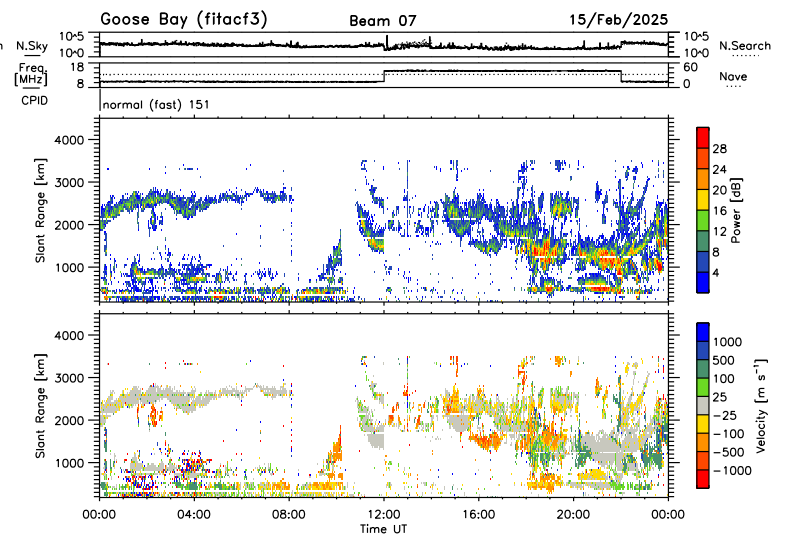 Goose Bay (fitacf3) Beam 07 15/Feb/2025
N.Sky 10^5 10^0 10^5 10^0 N.Search
Freq. [MHz] 18 8 60 0 Nave
CPID normal (fast) 151
Slant Range [km]
4000
3000
2000
1000
Power [dB]
28
24
20
16
12
8
4
Slant Range [km]
4000
3000
2000
1000
Velocity [m s⁻¹]
1000
500
100
25
−25
−100
−500
−1000
00:00 04:00 08:00 12:00 16:00 20:00 00:00
Time UT